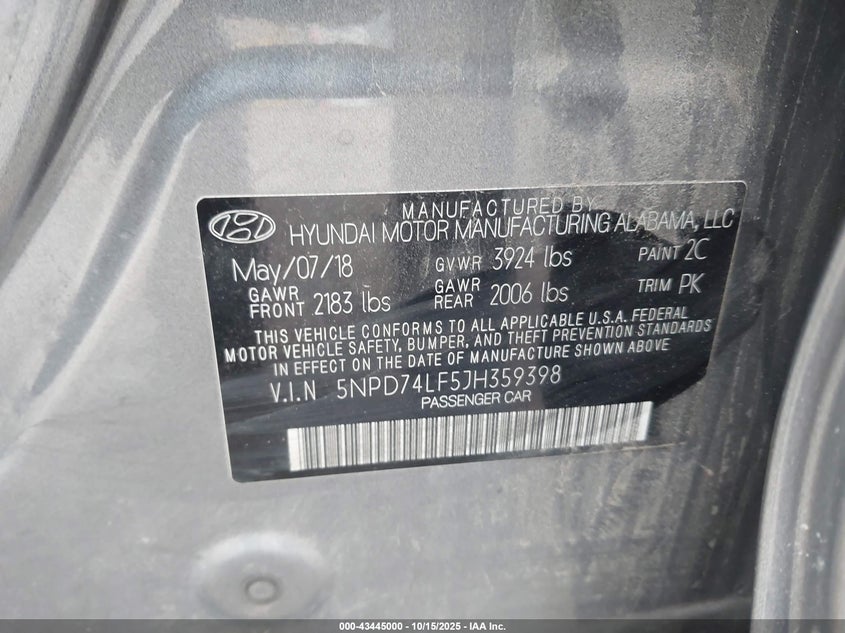 MANUFACTURED BY
HYUNDAI MOTOR MANUFACTURING ALABAMA, LLC
May/07/18 GVWR 3924 lbs PAINT 2C
GAWR FRONT 2183 lbs GAWR REAR 2006 lbs TRIM PK
THIS VEHICLE CONFORMS TO ALL APPLICABLE U.S.A. FEDERAL
MOTOR VEHICLE SAFETY, BUMPER, AND THEFT PREVENTION STANDARDS
IN EFFECT ON THE DATE OF MANUFACTURE SHOWN ABOVE
V.I.N 5NPD74LF5JH359398
PASSENGER CAR
000-43445000 - 10/15/2025 - IAA Inc.